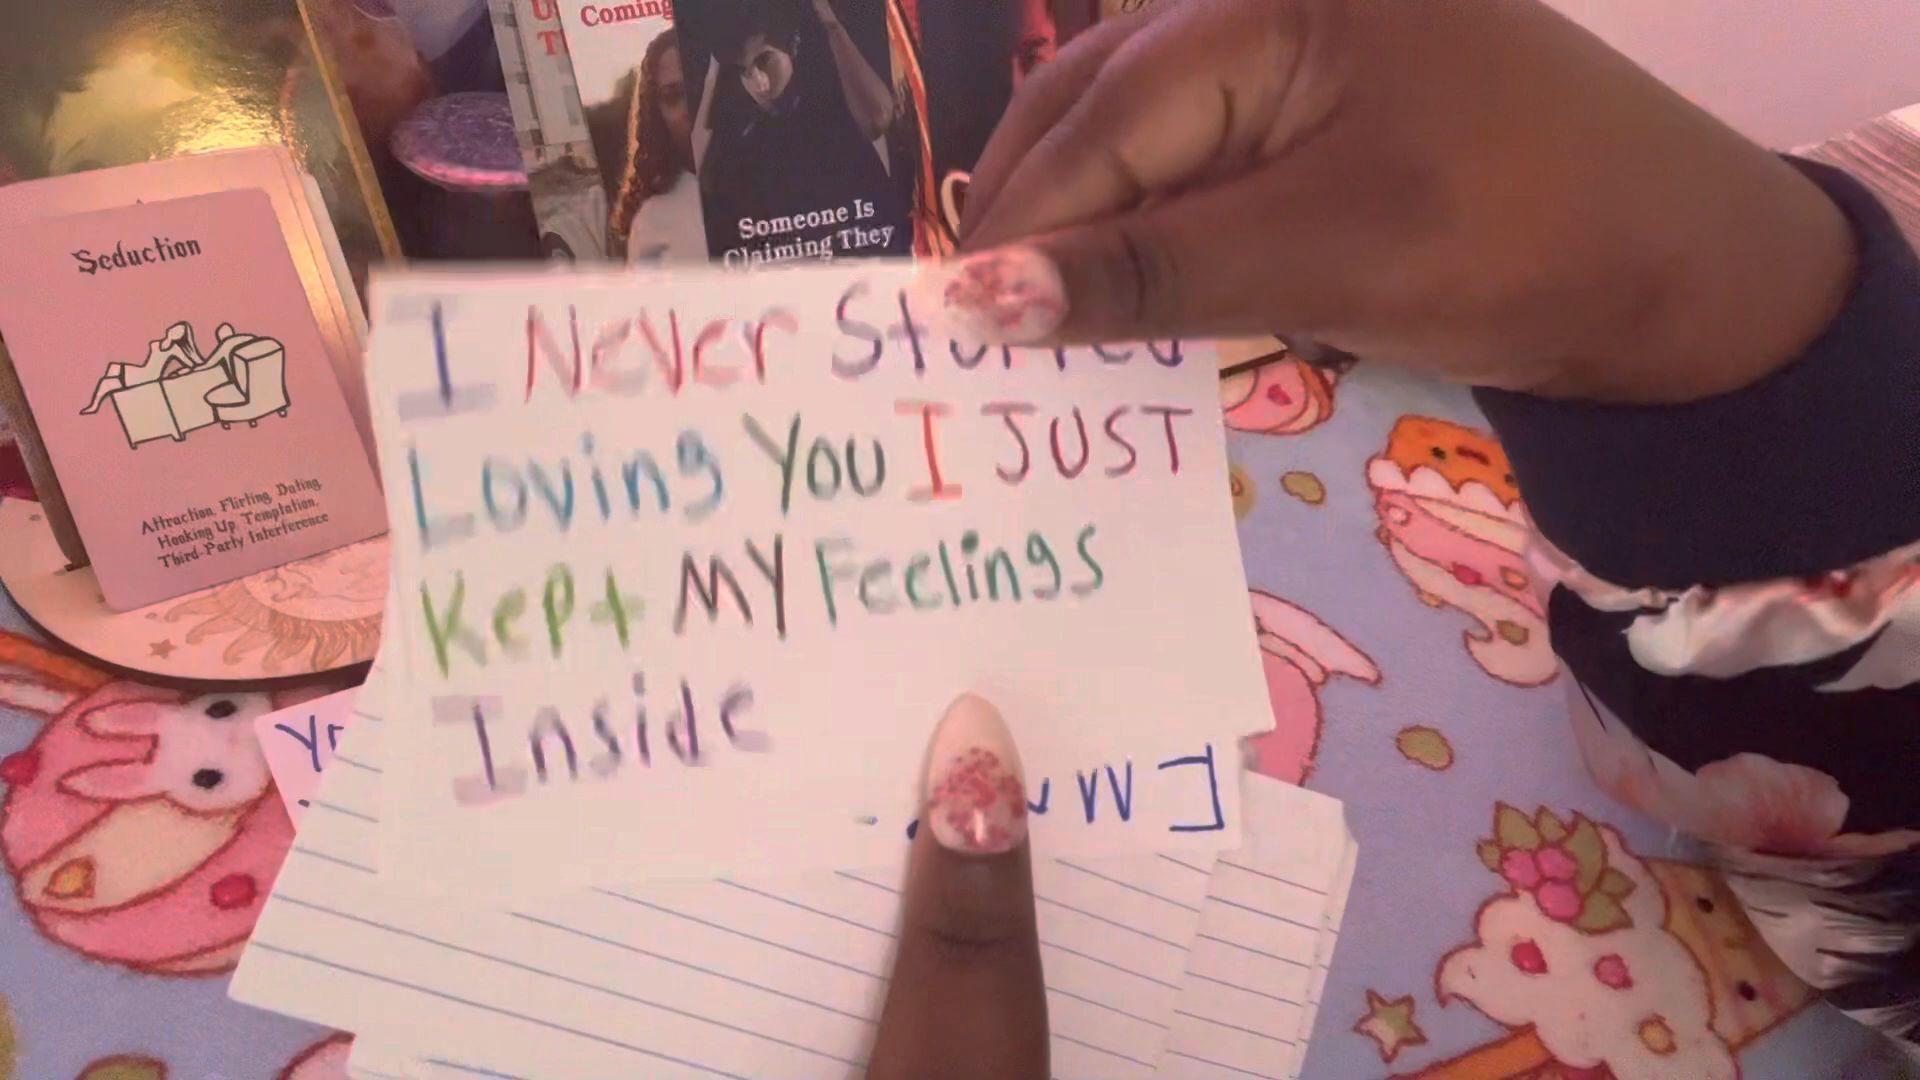 Coming
Someone Is
Claiming They
Seduction
Attraction, Flirting, Dating,
Hooking Up, Temptation,
Third-Party Interference
I Never
Loving You I JUST
Kept MY Feelings
Inside